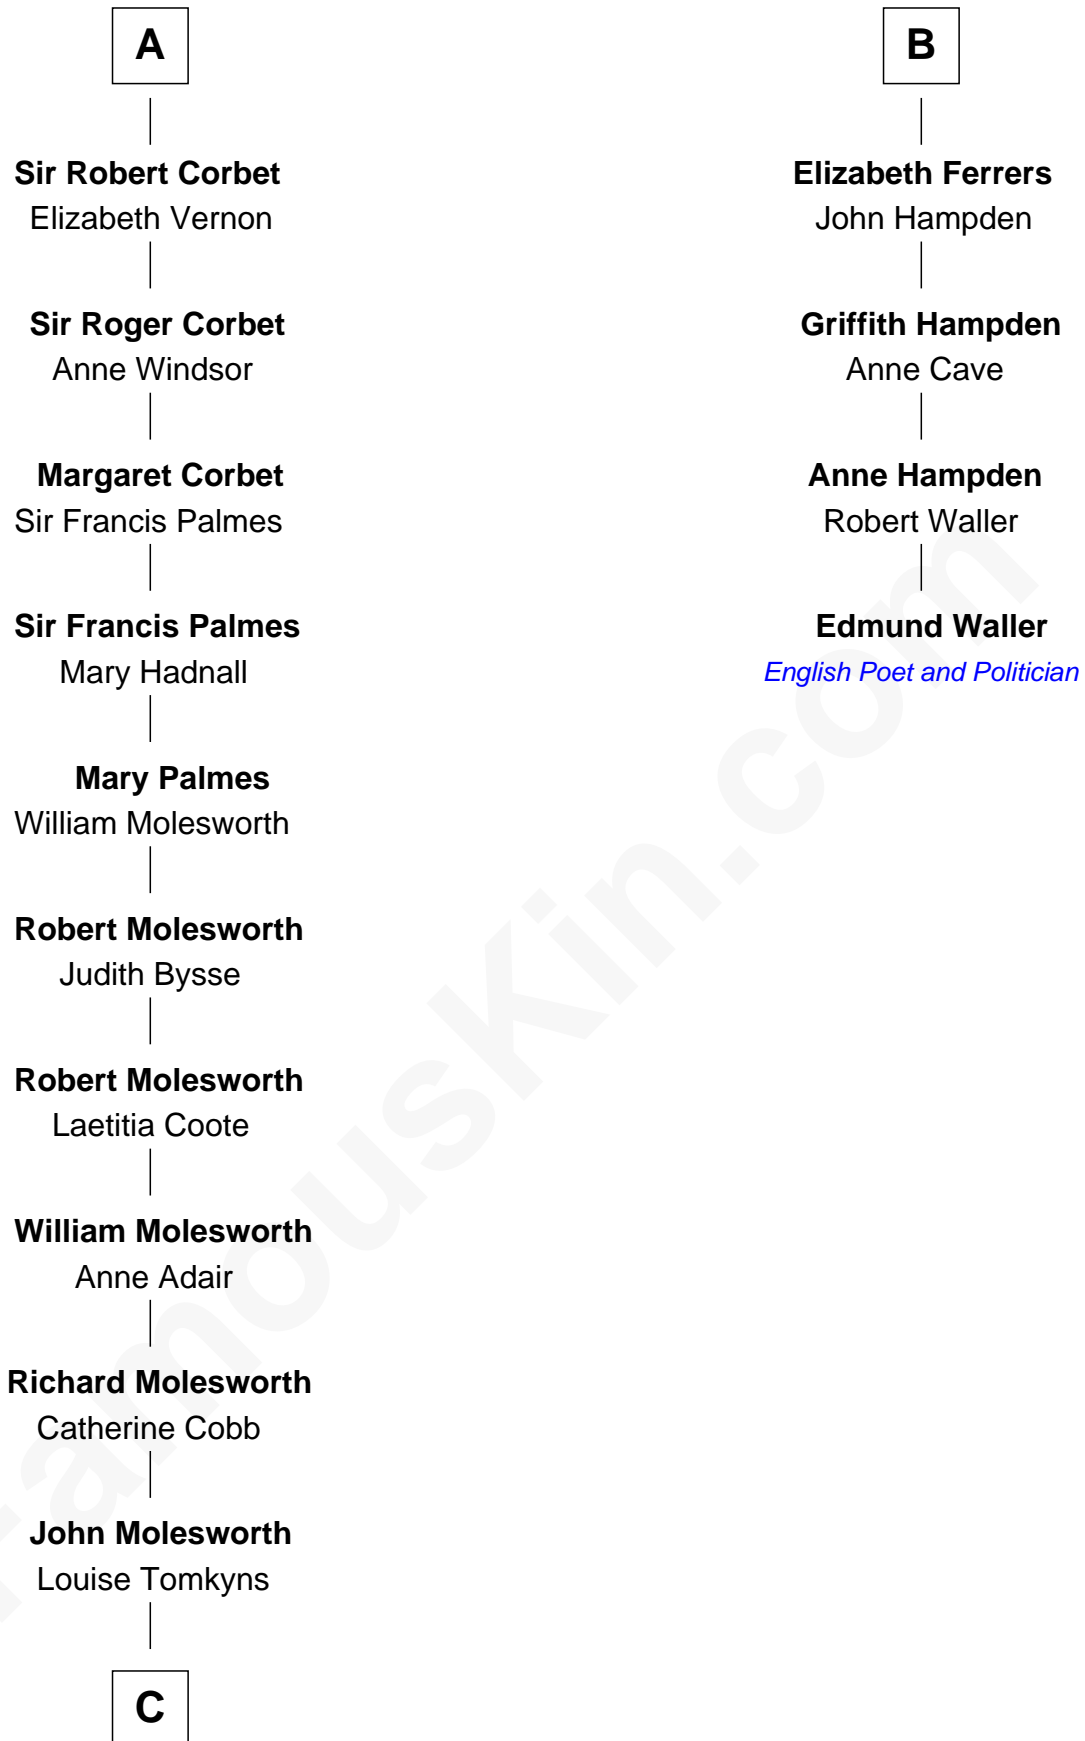 A
Sir Robert Corbet
Elizabeth Vernon
Sir Roger Corbet
Anne Windsor
Margaret Corbet
Sir Francis Palmes
Sir Francis Palmes
Mary Hadnall
Mary Palmes
William Molesworth
Robert Molesworth
Judith Bysse
Robert Molesworth
Laetitia Coote
William Molesworth
Anne Adair
Richard Molesworth
Catherine Cobb
John Molesworth
Louise Tomkyns
C
B
Elizabeth Ferrers
John Hampden
Griffith Hampden
Anne Cave
Anne Hampden
Robert Waller
Edmund Waller
English Poet and Politician
FamousKin.com